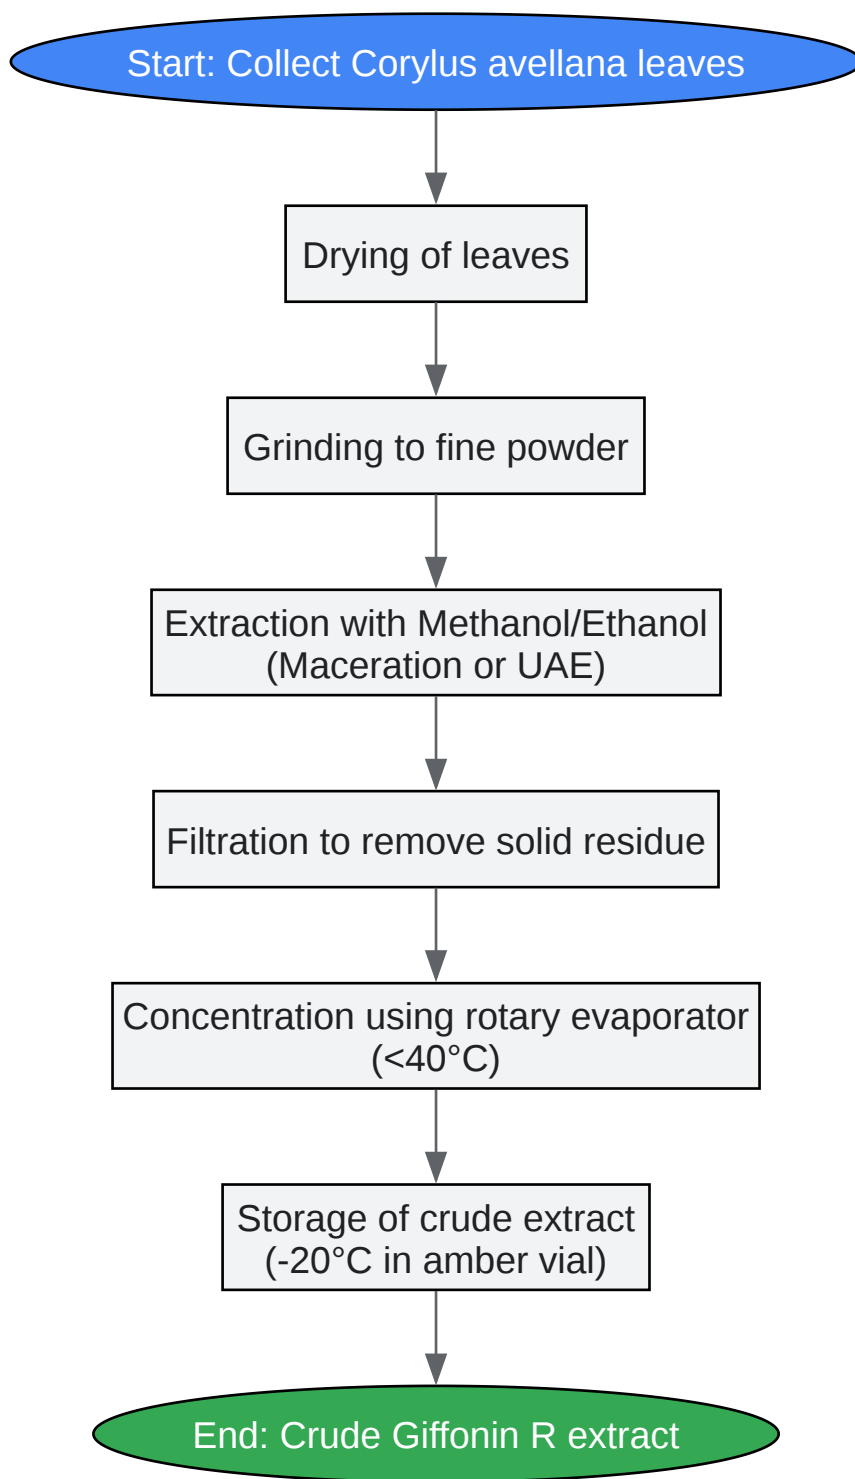 Start: Collect Corylus avellana leaves
Drying of leaves
Grinding to fine powder
Extraction with Methanol/Ethanol
(Maceration or UAE)
Filtration to remove solid residue
Concentration using rotary evaporator
(<40°C)
Storage of crude extract
(-20°C in amber vial)
End: Crude Giffonin R extract